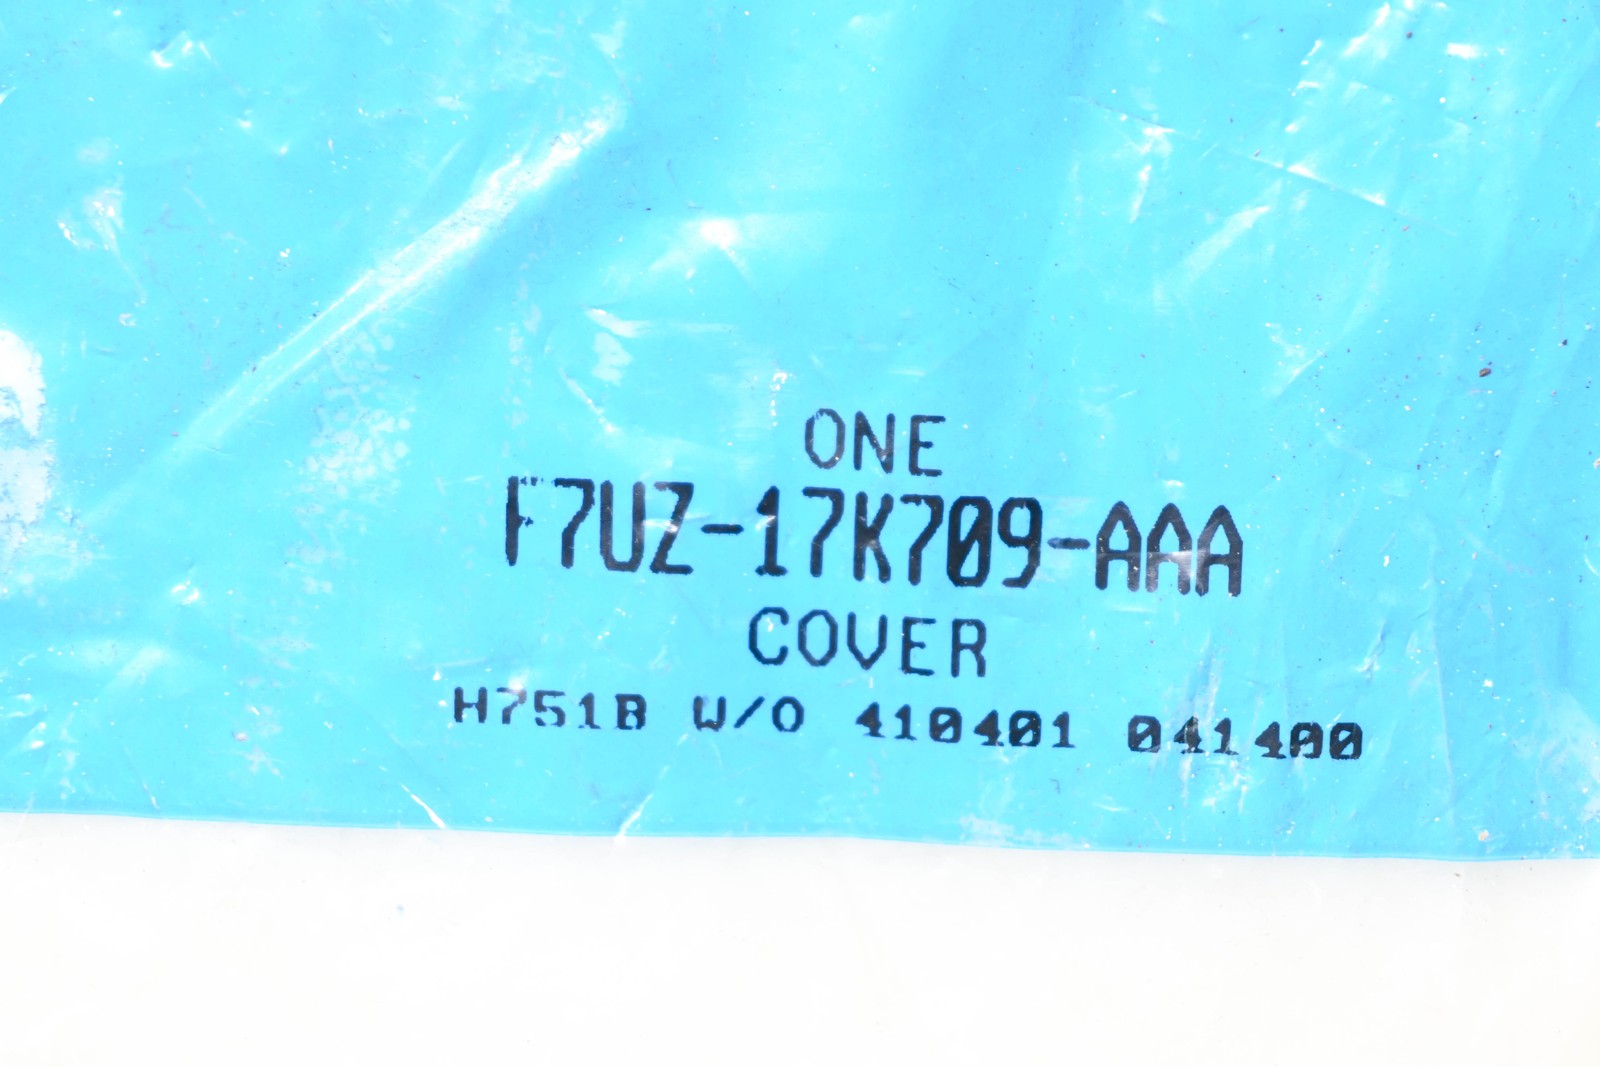 ONE
F7UZ-17K709-AAA
COVER
H751B W/O 410401 041400